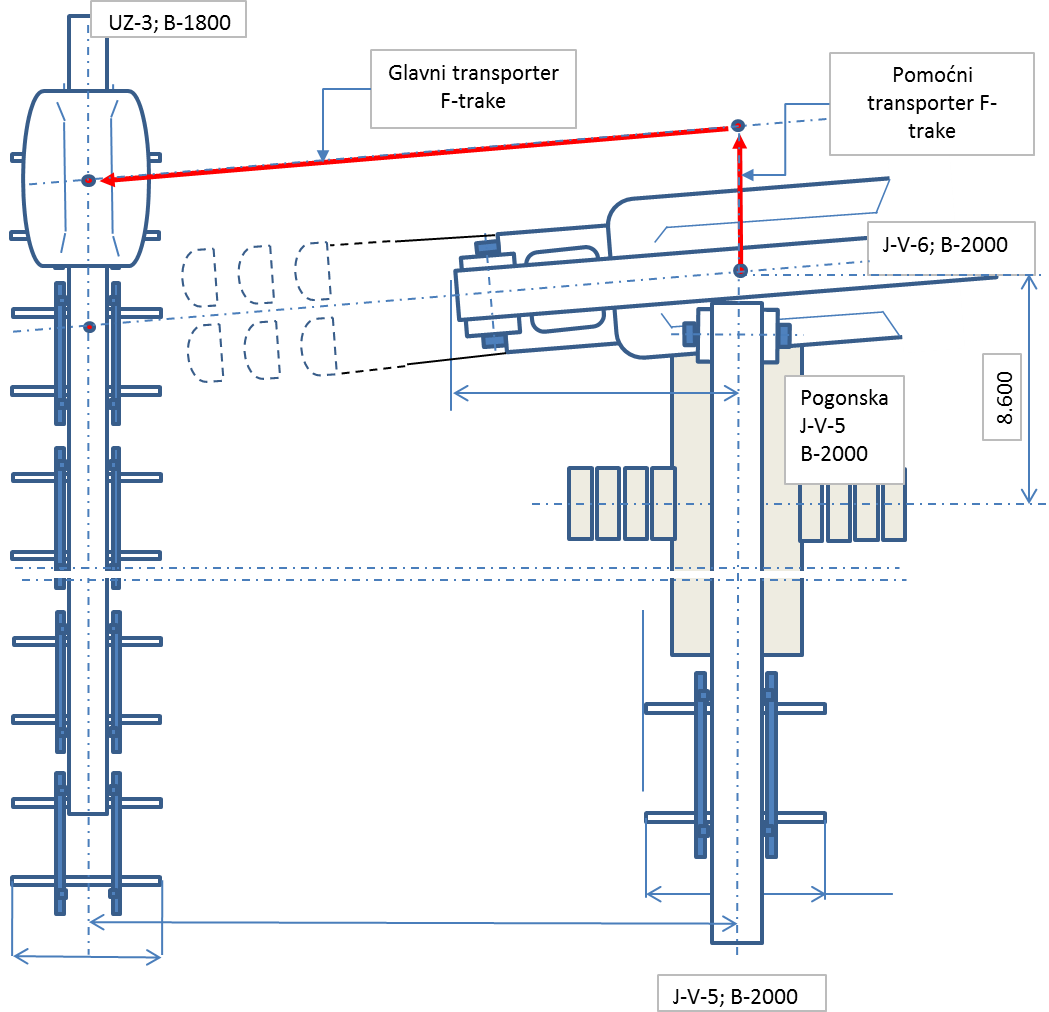 UZ-3; B-1800
Glavni transporter
F-trake
Pomoćni
transporter F-
trake
J-V-6; B-2000
8.600
Pogonska
J-V-5
B-2000
J-V-5; B-2000